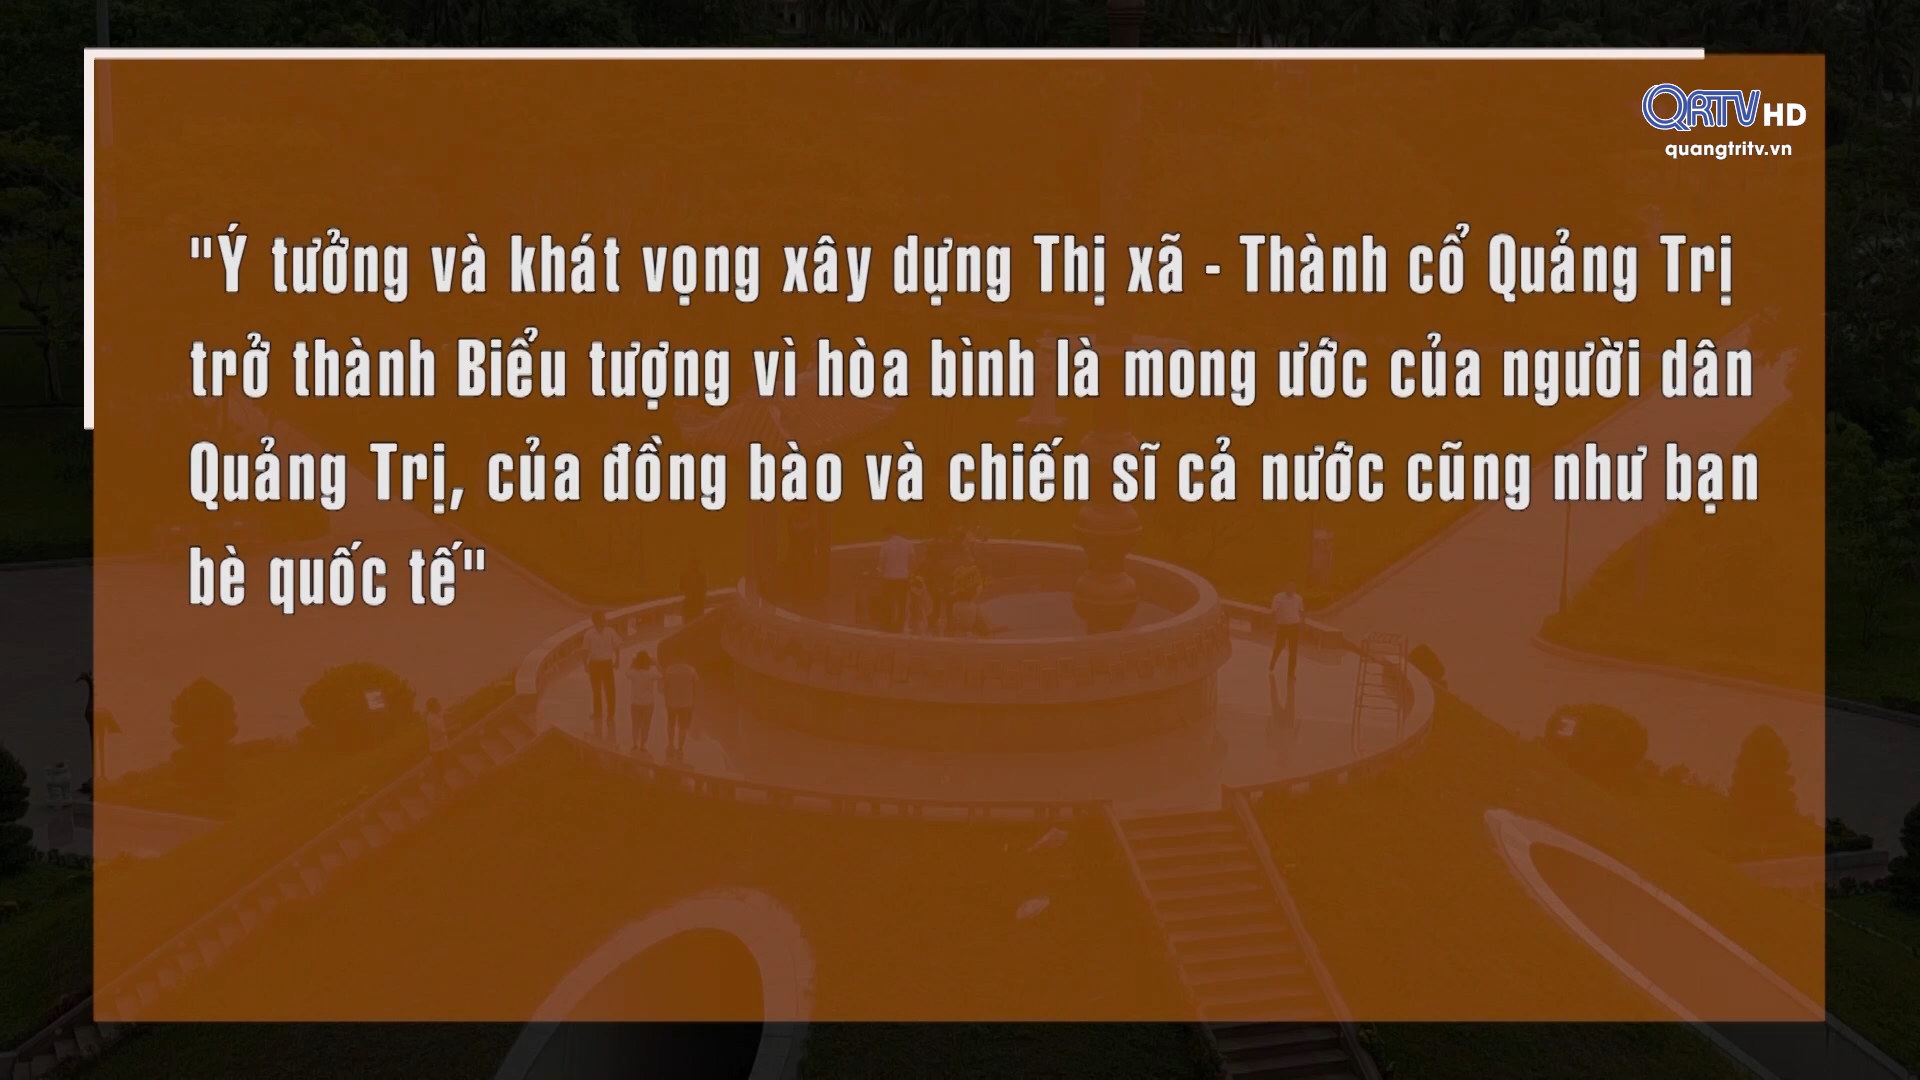 QRTV HD
quangtritv.vn
"Ý tưởng và khát vọng xây dựng Thị xã - Thành cổ Quảng Trị
trở thành Biểu tượng vì hòa bình là mong ước của người dân
Quảng Trị, của đồng bào và chiến sĩ cả nước cũng như bạn
bè quốc tế"